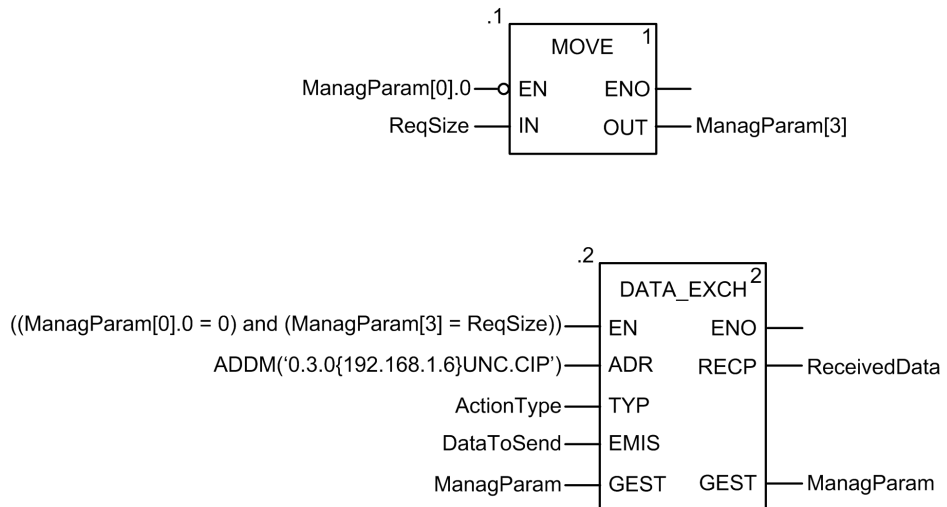 .1
MOVE 1
ManagParam[0].0 EN ENO
ReqSize IN OUT ManagParam[3]
.2
DATA_EXCH 2
((ManagParam[0].0 = 0) and (ManagParam[3] = ReqSize)) EN ENO
ADDM(‘0.3.0{192.168.1.6}UNC.CIP’) ADR RECP ReceivedData
ActionType TYP
DataToSend EMIS
ManagParam GEST GEST ManagParam